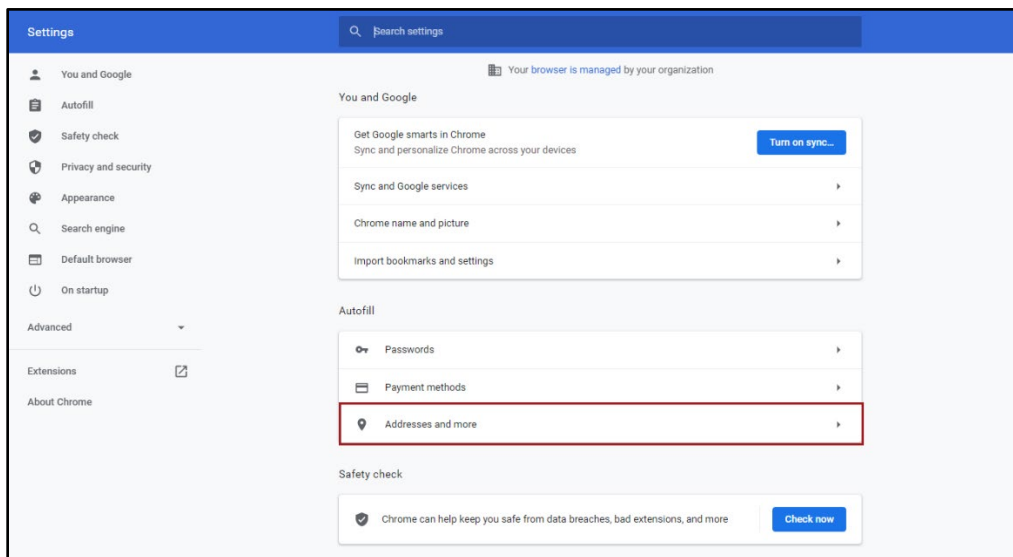 Settings
Search settings
You and Google
Autofill
Safety check
Privacy and security
Appearance
Search engine
Default browser
On startup
Advanced
Extensions
About Chrome
Your browser is managed by your organization
You and Google
Get Google smarts in Chrome
Sync and personalize Chrome across your devices
Turn on sync...
Sync and Google services
Chrome name and picture
Import bookmarks and settings
Autofill
Passwords
Payment methods
Addresses and more
Safety check
Chrome can help keep you safe from data breaches, bad extensions, and more
Check now